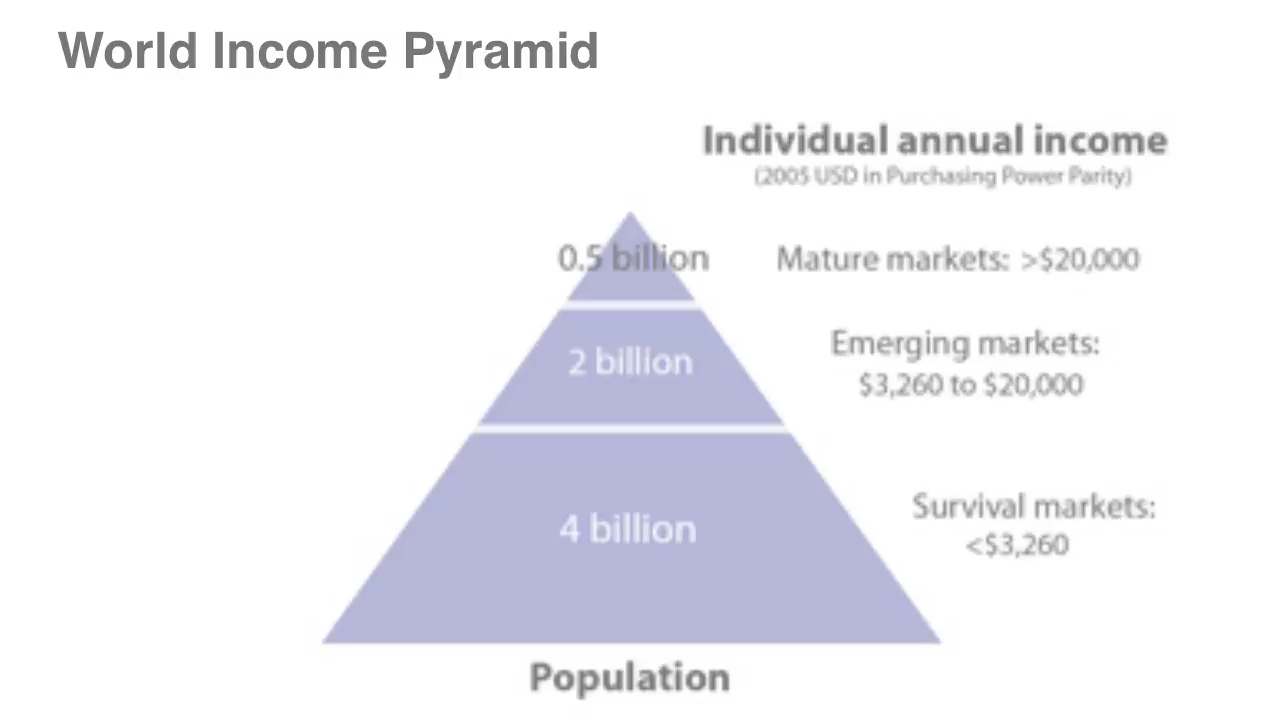 World Income Pyramid
Individual annual income
(2005 USD in Purchasing Power Parity)
0.5 billion
Mature markets: >$20,000
2 billion
Emerging markets:
$3,260 to $20,000
4 billion
Survival markets:
<$3,260
Population